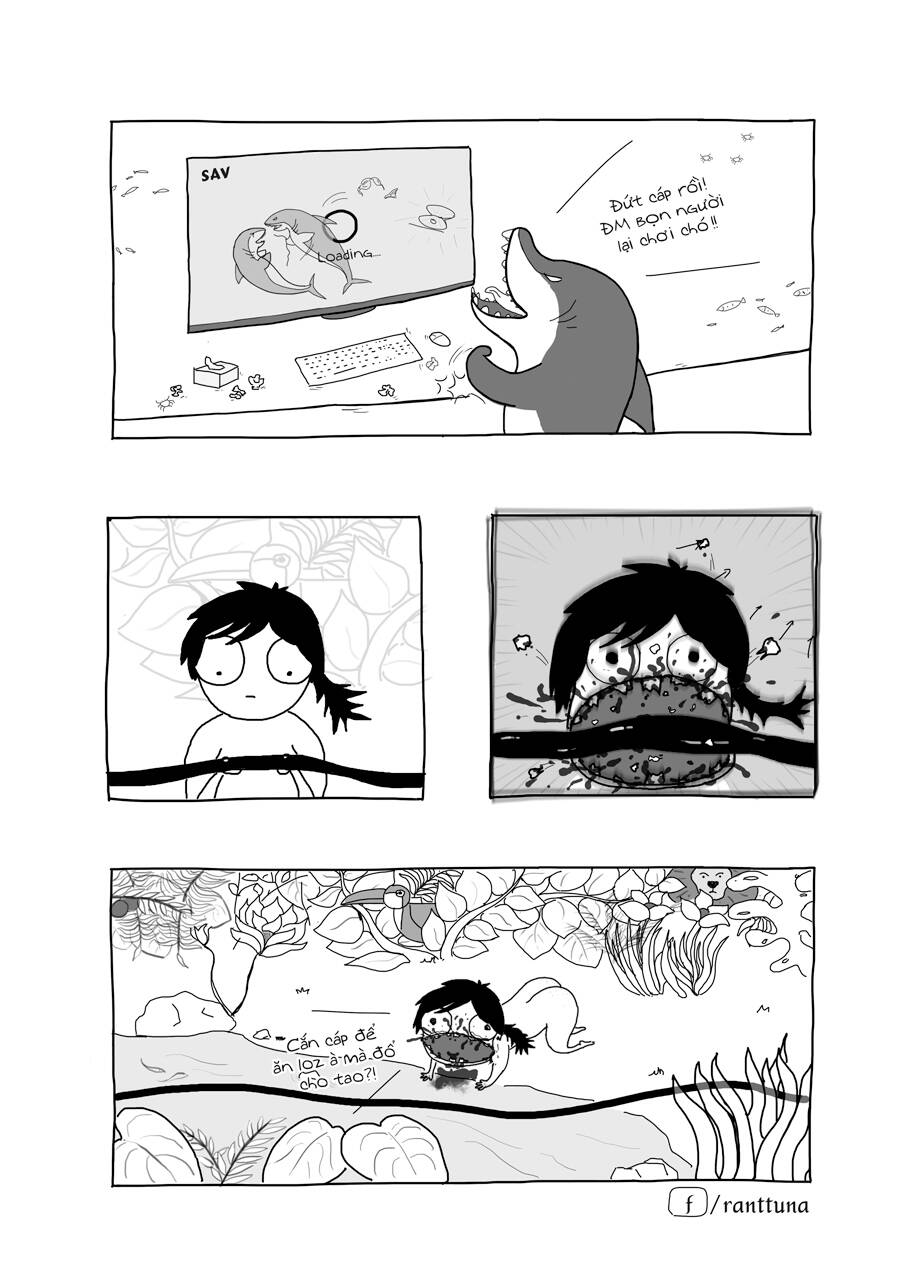 SAV
Loading...
Đứt cáp rồi!
ĐM BỌN NGƯỜI
lại chơi chó!!
Cắn cáp để
ăn loz à mà đổ
cho tao?!
f/ranttuna